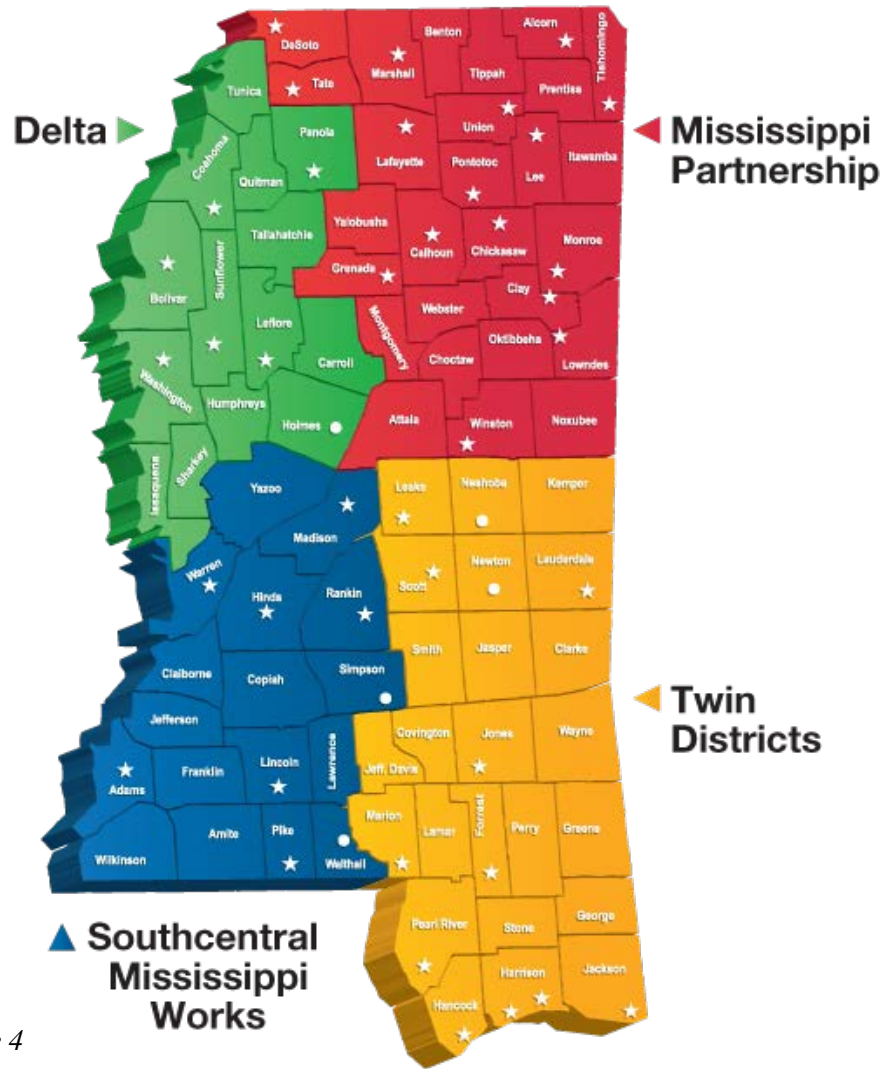 Delta
Mississippi
Partnership
Twin
Districts
Southcentral
Mississippi
Works
DeSoto
Benton
Alcorn
Tishomingo
Tate
Marshall
Tippah
Prentiss
Tunica
Panola
Union
Lafayette
Pontotoc
Lee
Itawamba
Coahoma
Quitman
Yalobusha
Tallahatchie
Calhoun
Chickasaw
Monroe
Grenada
Bolivar
Sunflower
Clay
Webster
Leflore
Montgomery
Oktibbeha
Carroll
Choctaw
Lowndes
Washington
Humphreys
Holmes
Attala
Winston
Noxubee
Issaquena
Sharkey
Yazoo
Leake
Neshoba
Kemper
Madison
Warren
Hinds
Rankin
Scott
Newton
Lauderdale
Claiborne
Copiah
Simpson
Smith
Jasper
Clarke
Jefferson
Covington
Jones
Wayne
Adams
Franklin
Lincoln
Lawrence
Jeff. Davis
Wilkinson
Amite
Pike
Walthall
Marion
Lamar
Forrest
Perry
Greene
Pearl River
Stone
George
Hancock
Harrison
Jackson
4